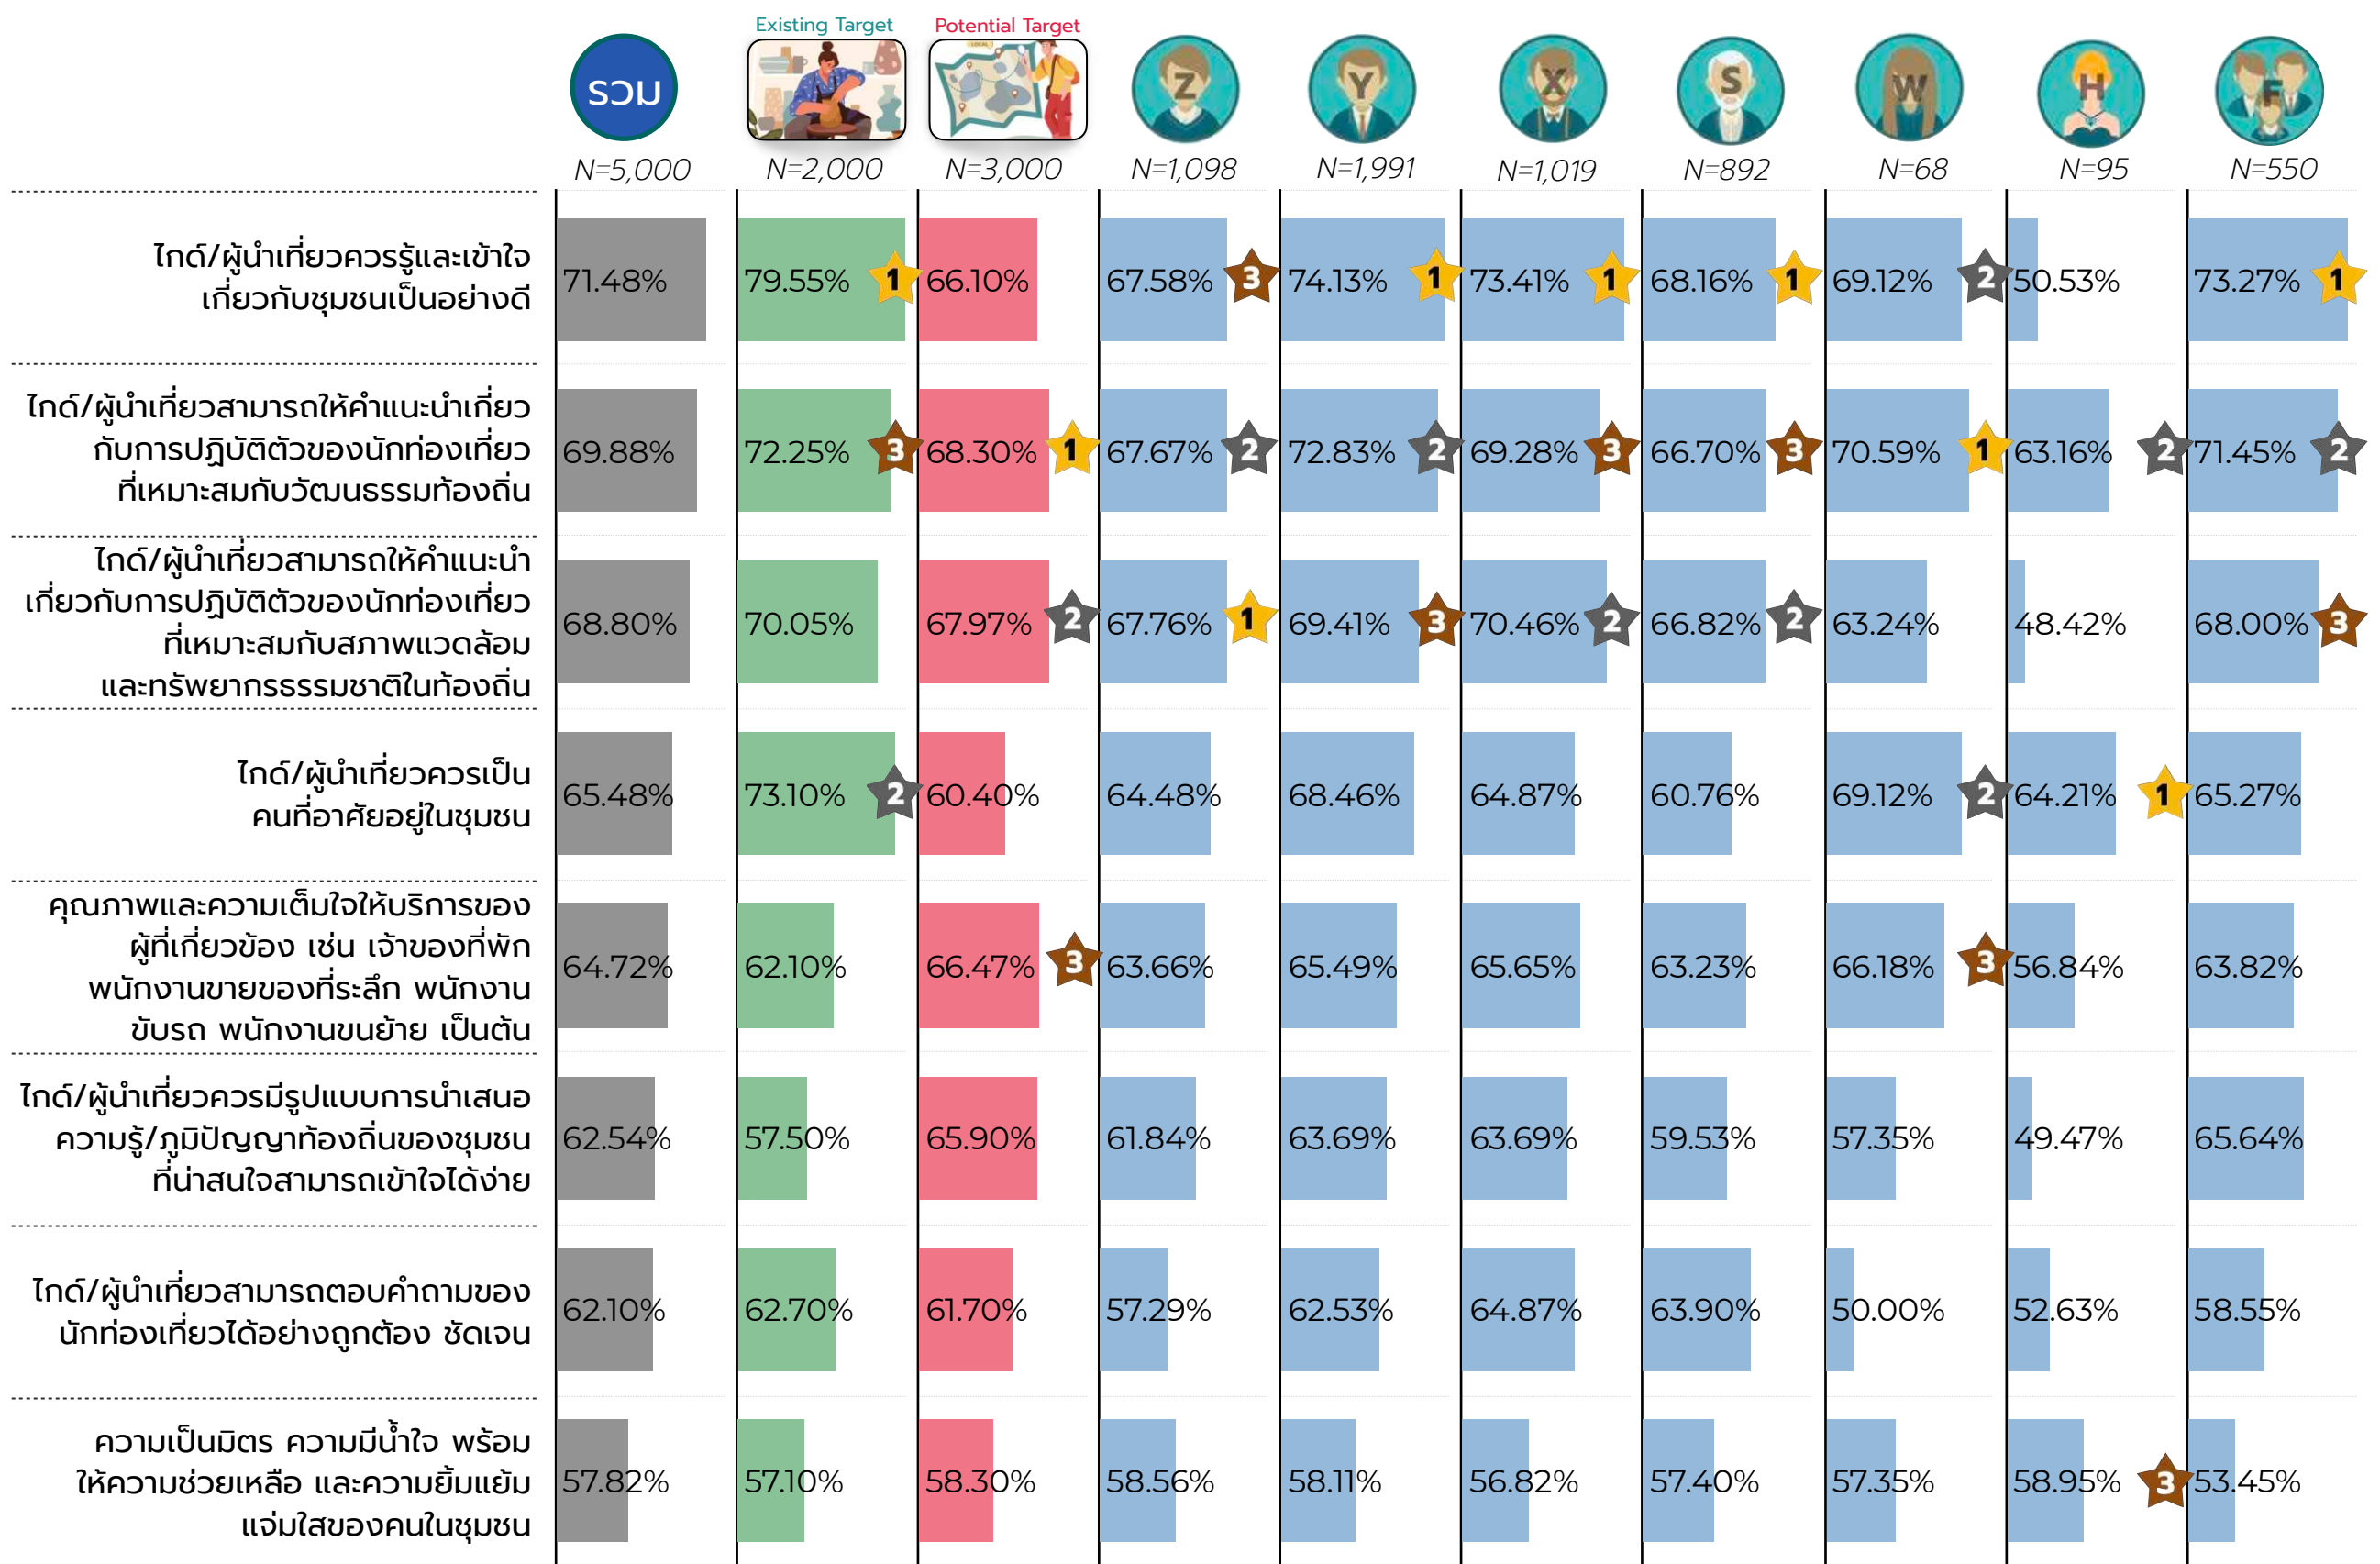 Existing Target
Potential Target
LOCAL
รวม
Z
Y
X
S
W
H
F
N=5,000
N=2,000
N=3,000
N=1,098
N=1,991
N=1,019
N=892
N=68
N=95
N=550
ไกด์/ผู้นำเที่ยวควรรู้และเข้าใจ
เกี่ยวกับชุมชนเป็นอย่างดี
71.48%
79.55% 1
66.10%
67.58% 3
74.13% 1
73.41% 1
68.16% 1
69.12% 2
50.53%
73.27% 1
ไกด์/ผู้นำเที่ยวสามารถให้คำแนะนำเกี่ยว
กับการปฏิบัติตัวของนักท่องเที่ยว
ที่เหมาะสมกับวัฒนธรรมท้องถิ่น
69.88%
72.25% 3
68.30% 1
67.67% 2
72.83% 2
69.28% 3
66.70% 3
70.59% 1
63.16% 2
71.45% 2
ไกด์/ผู้นำเที่ยวสามารถให้คำแนะนำ
เกี่ยวกับการปฏิบัติตัวของนักท่องเที่ยว
ที่เหมาะสมกับสภาพแวดล้อม
และทรัพยากรธรรมชาติในท้องถิ่น
68.80%
70.05%
67.97% 2
67.76% 1
69.41% 3
70.46% 2
66.82% 2
63.24%
48.42%
68.00% 3
ไกด์/ผู้นำเที่ยวควรเป็น
คนที่อาศัยอยู่ในชุมชน
65.48%
73.10% 2
60.40%
64.48%
68.46%
64.87%
60.76%
69.12% 2
64.21% 1
65.27%
คุณภาพและความเต็มใจให้บริการของ
ผู้ที่เกี่ยวข้อง เช่น เจ้าของที่พัก
พนักงานขายของที่ระลึก พนักงาน
ขับรถ พนักงานขนย้าย เป็นต้น
64.72%
62.10%
66.47% 3
63.66%
65.49%
65.65%
63.23%
66.18% 3
56.84%
63.82%
ไกด์/ผู้นำเที่ยวควรมีรูปแบบการนำเสนอ
ความรู้/ภูมิปัญญาท้องถิ่นของชุมชน
ที่น่าสนใจสามารถเข้าใจได้ง่าย
62.54%
57.50%
65.90%
61.84%
63.69%
63.69%
59.53%
57.35%
49.47%
65.64%
ไกด์/ผู้นำเที่ยวสามารถตอบคำถามของ
นักท่องเที่ยวได้อย่างถูกต้อง ชัดเจน
62.10%
62.70%
61.70%
57.29%
62.53%
64.87%
63.90%
50.00%
52.63%
58.55%
ความเป็นมิตร ความมีน้ำใจ พร้อม
ให้ความช่วยเหลือ และความยิ้มแย้ม
แจ่มใสของคนในชุมชน
57.82%
57.10%
58.30%
58.56%
58.11%
56.82%
57.40%
57.35%
58.95% 3
53.45%